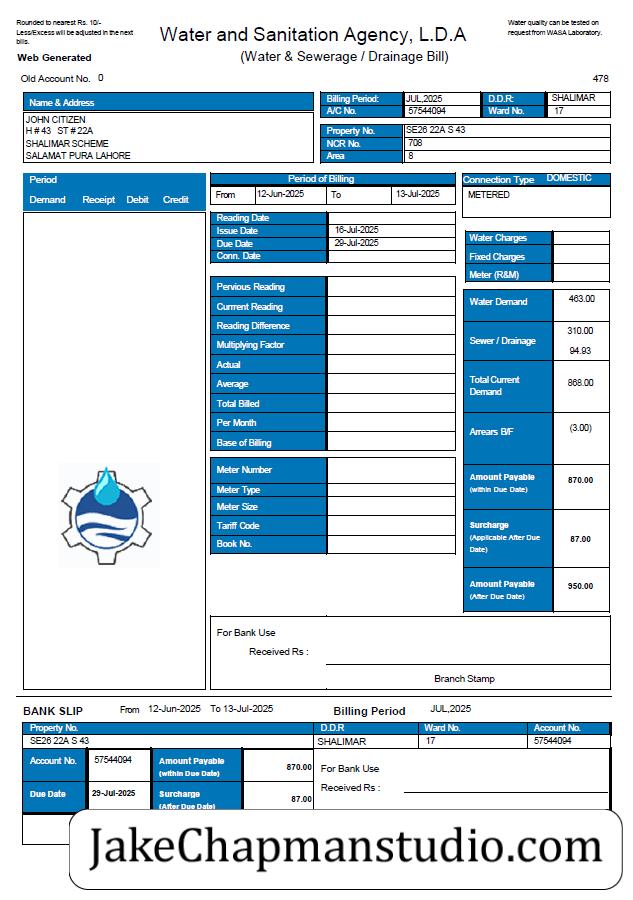 Rounded to nearest Rs. 10/-
Less/Excess will be adjusted in the next
bills.
Water and Sanitation Agency, L.D.A
Water quality can be tested on
request from WASA Laboratory.
Web Generated
(Water & Sewerage / Drainage Bill)
Old Account No. 0
478
Name & Address
JOHN CITIZEN
H # 43 ST # 22A
SHALIMAR SCHEME
SALAMAT PURA LAHORE
Billing Period: JUL,2025 D.D.R: SHALIMAR
A/C No. 57544094 Ward No. 17
Property No. SE26 22A S 43
NCR No. 708
Area 8
Period
Demand Receipt Debit Credit
Period of Billing
From 12-Jun-2025 To 13-Jul-2025
Connection Type DOMESTIC
METERED
Reading Date
Issue Date 16-Jul-2025
Due Date 29-Jul-2025
Conn. Date
Pervious Reading
Currrent Reading
Reading Difference
Multiplying Factor
Actual
Average
Total Billed
Per Month
Base of Billing
Meter Number
Meter Type
Meter Size
Tariff Code
Book No.
Water Charges
Fixed Charges
Meter (R&M)
Water Demand 463.00
Sewer / Drainage 310.00
94.93
Total Current
Demand
868.00
Arrears B/F (3.00)
Amount Payable
(within Due Date)
870.00
Surcharge
(Applicable After Due
Date)
87.00
Amount Payable
(After Due Date)
950.00
For Bank Use
Received Rs :
Branch Stamp
BANK SLIP From 12-Jun-2025 To 13-Jul-2025 Billing Period JUL,2025
Property No. D.D.R Ward No. Account No.
SE26 22A S 43 SHALIMAR 17 57544094
Account No. 57544094 Amount Payable
(within Due Date)
870.00
For Bank Use
Due Date 29-Jul-2025 Surcharge
(After Due Date)
87.00
Received Rs :
JakeChapmanstudio.com